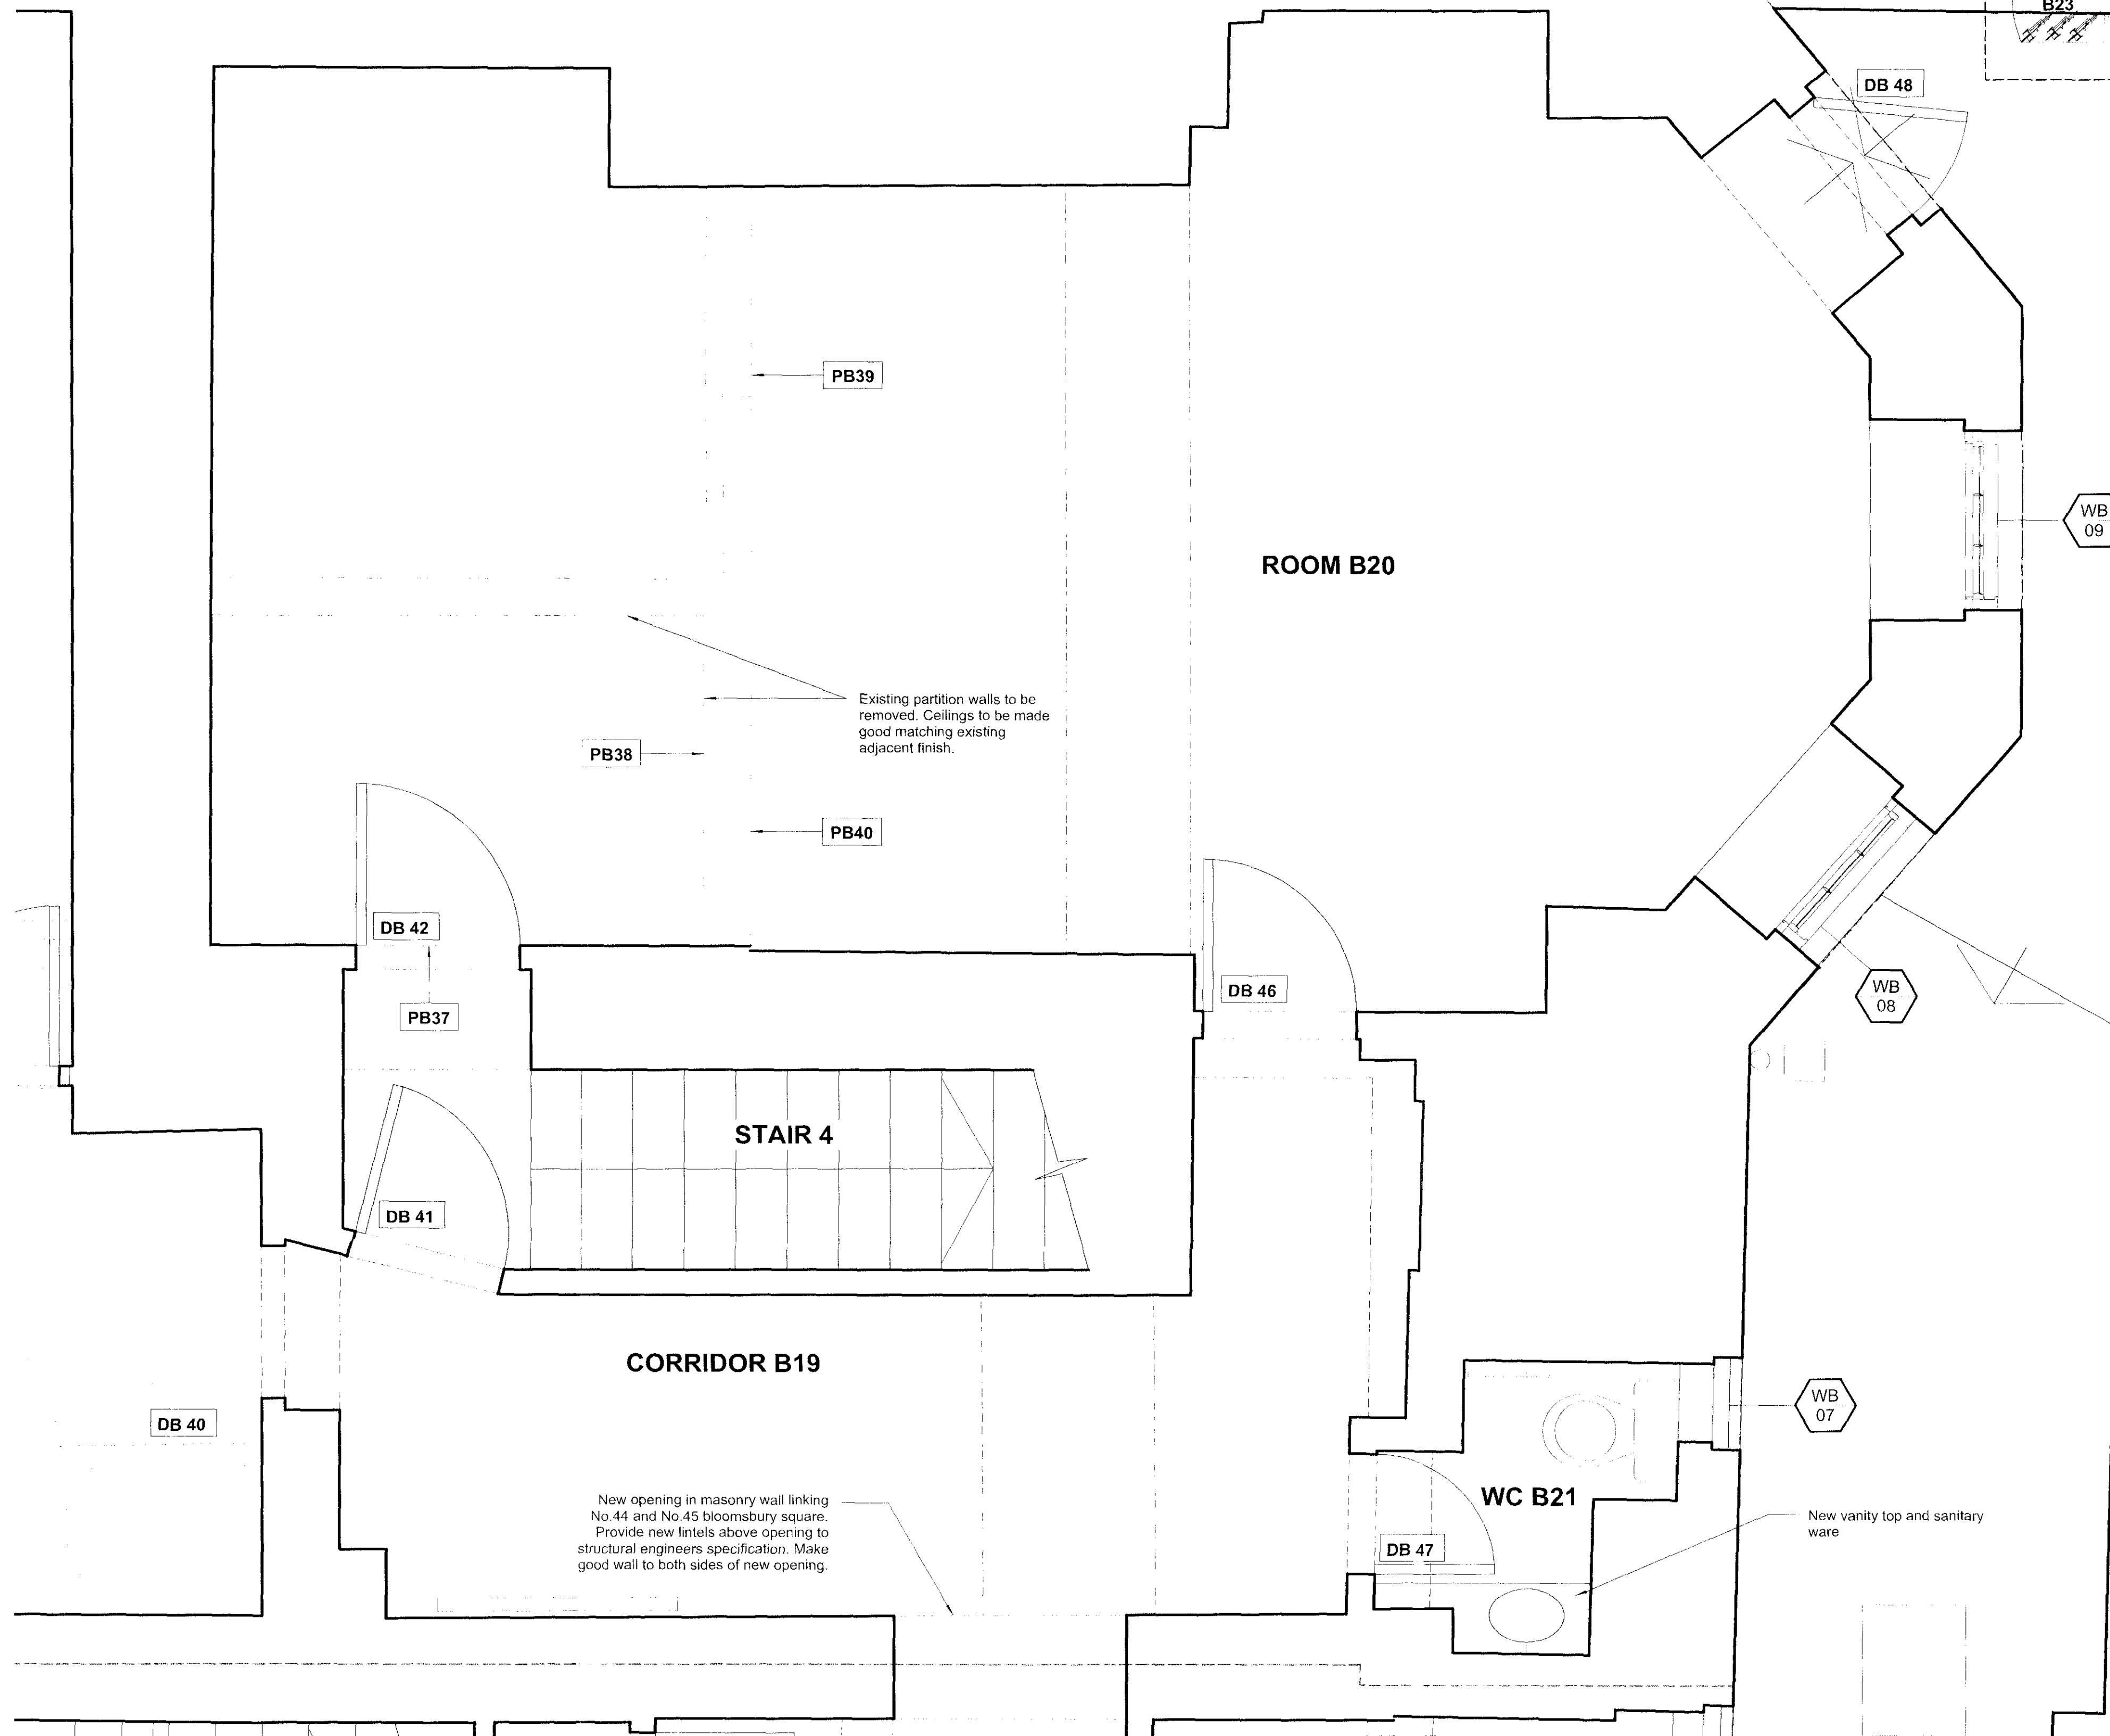 B23
DB 48
PB39
WB
09
ROOM B20
Existing partition walls to be
removed. Ceilings to be made
good matching existing
adjacent finish.
PB38
PB40
DB 42
DB 46
WB
08
PB37
STAIR 4
DB 41
CORRIDOR B19
WB
07
DB 40
New opening in masonry wall linking
No.44 and No.45 bloomsbury square.
Provide new lintels above opening to
structural engineers specification. Make
good wall to both sides of new opening.
WC B21
New vanity top and sanitary
ware
DB 47